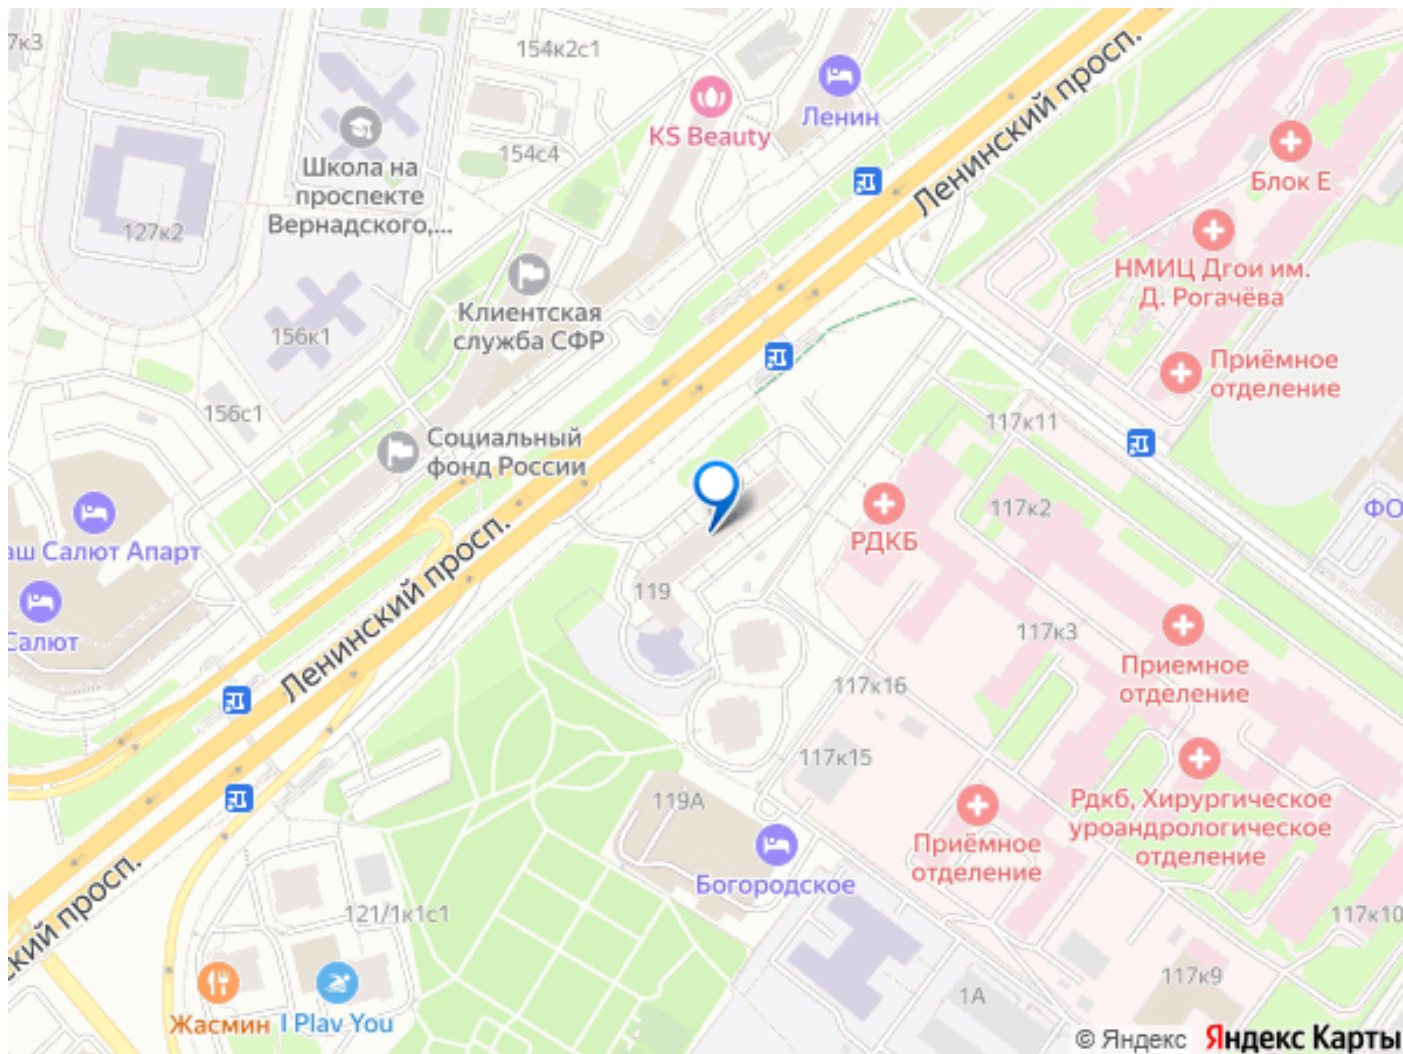 7к3
154к2с1
Ленин
KS Beauty
Ленинский просп.
154с4
Школа на
проспекте
Вернадского,...
127к2
Блок Е
НМИЦ Дгои им.
Д. Рогачёва
Клиентская
служба СФР
156к1
Приёмное
отделение
156с1
117к11
Социальный
фонд России
117к2
ФО
РДКБ
аш Салют Апарт
Ленинский просп.
119
Салют
117к3
Приемное
отделение
117к16
117к15
119А
Рдкб, Хирургическое
уроандрологическое
отделение
Приёмное
отделение
Богородское
ский просп.
121/1к1с1
117к10
117к9
1А
Жасмин
I Play You
© Яндекс
Яндекс Карты